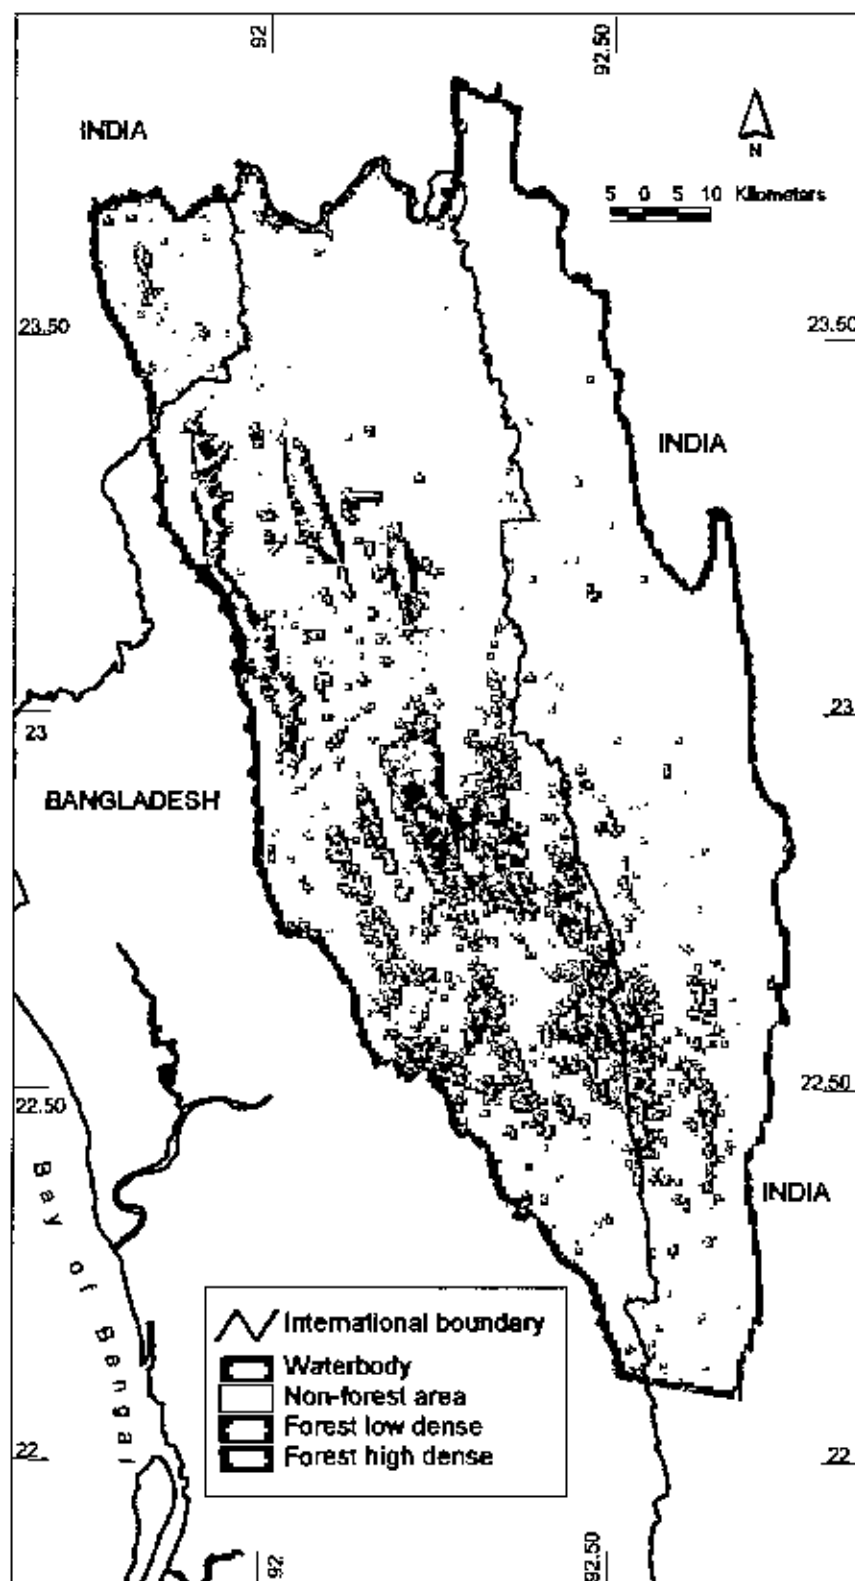 92
92.50
INDIA
N
5 0 5 10 Kilometers
23.50
23.50
INDIA
23
23
BANGLADESH
22.50
22.50
INDIA
Bay of Bengal
International boundary
Waterbody
Non-forest area
Forest low dense
Forest high dense
22
22
92
92.50